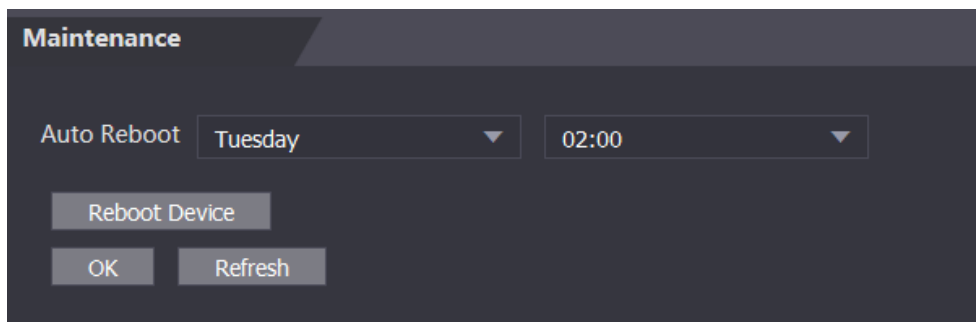 Maintenance
Auto Reboot Tuesday 02:00
Reboot Device
OK Refresh